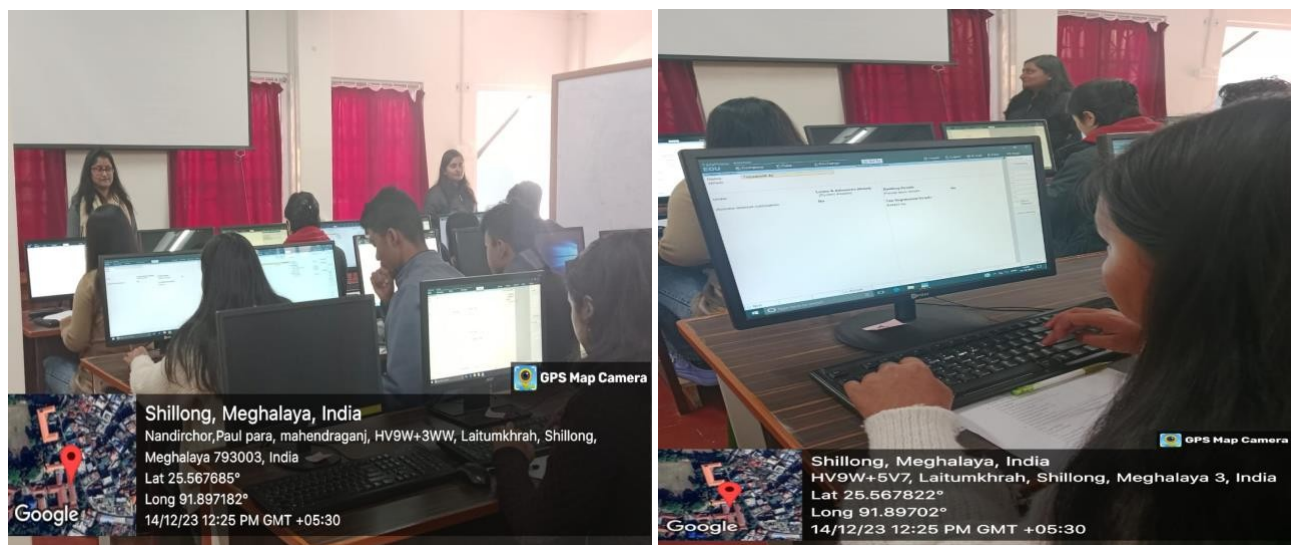 GPS Map Camera
Shillong, Meghalaya, India
Nandirchor,Paul para, mahendraganj, HV9W+3WW, Laitumkhrah, Shillong,
Meghalaya 793003, India
Lat 25.567685°
Long 91.897182°
14/12/23 12:25 PM GMT +05:30
Google
EDU
GPS Map Camera
Shillong, Meghalaya, India
HV9W+5V7, Laitumkhrah, Shillong, Meghalaya 3, India
Lat 25.567822°
Long 91.89702°
14/12/23 12:25 PM GMT +05:30
Google